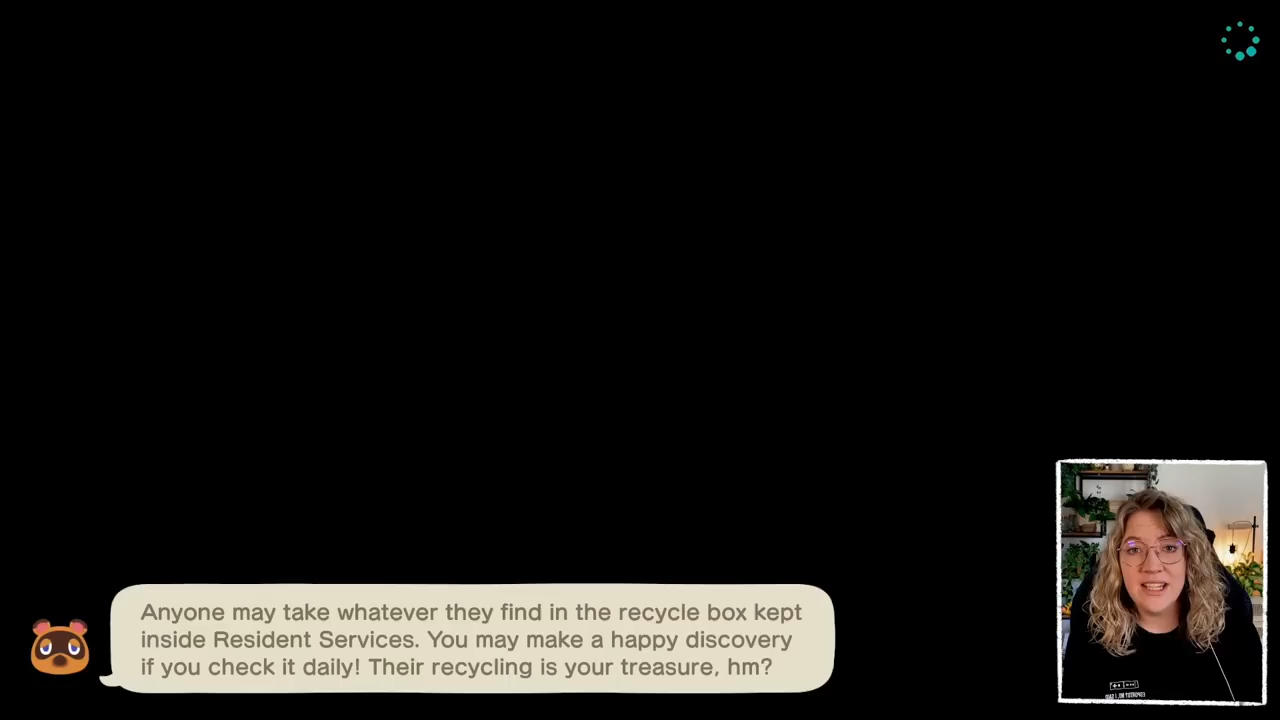 Anyone may take whatever they find in the recycle box kept
inside Resident Services. You may make a happy discovery
if you check it daily! Their recycling is your treasure, hm?